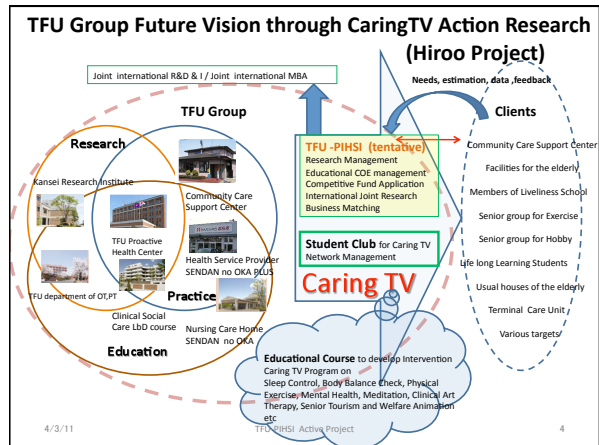 TFU Group Future Vision through CaringTV Action Research
(Hiroo Project)
Joint international R&D & I / Joint international MBA
Needs, estimation, data ,feedback
TFU Group
Clients
Research
Kansei Research Institute
Community Care
Support Center
TFU Proactive
Health Center
Health Service Provider
SENDAN no OKA PLUS
TFU department of OT,PT
Practice
Clinical Social
Care LbD course
Nursing Care Home
SENDAN no OKA
Education
TFU -PIHSI (tentative)
Research Management
Educational COE management
Competitive Fund Application
International Joint Research
Business Matching
Student Club for Caring TV
Network Management
Caring TV
Community Care Support Center
Facilities for the elderly
Members of Liveliness School
Senior group for Exercise
Senior group for Hobby
Life long Learning Students
Usual houses of the elderly
Terminal Care Unit
Various targets
Educational Course to develop Intervention
Caring TV Program on
Sleep Control, Body Balance Check, Physical
Exercise, Mental Health, Meditation, Clinical Art
Therapy, Senior Tourism and Welfare Animation
etc
4/3/11
TFU-PIHSI Active Project
4